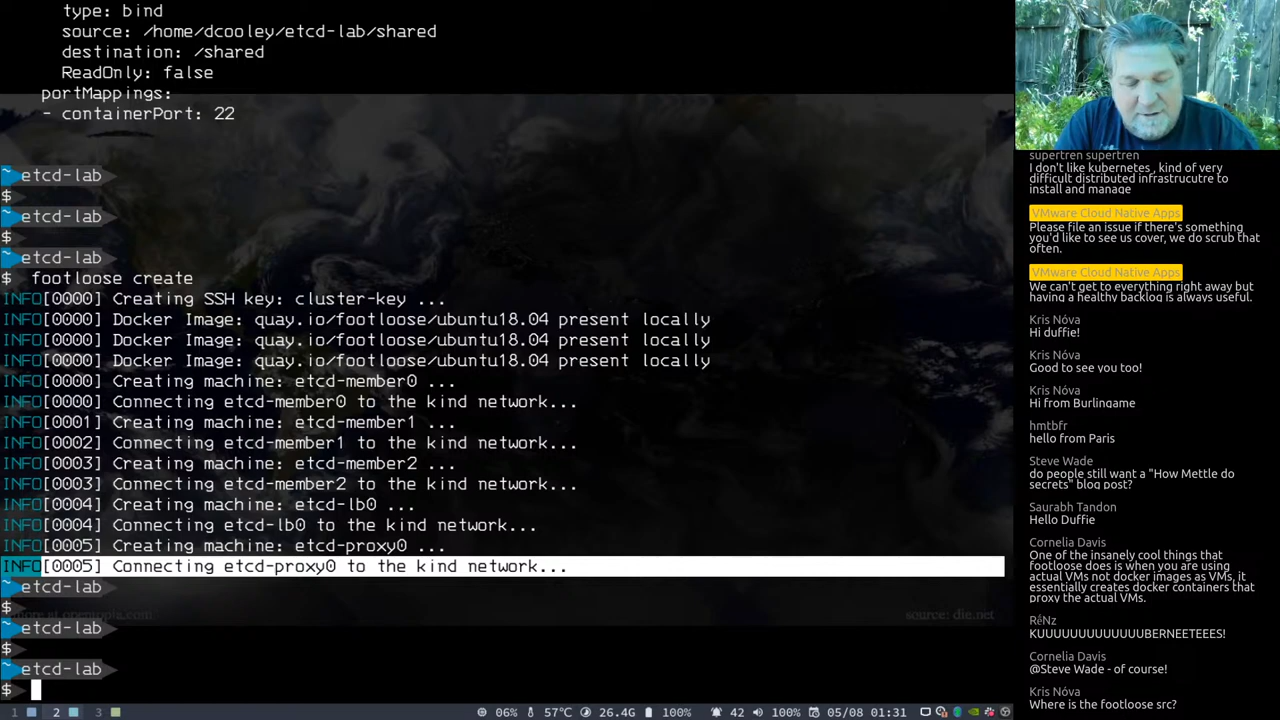 type: bind
source: /home/dcooley/etcd-lab/shared
destination: /shared
ReadOnly: false
portMappings:
- containerPort: 22
~ etcd-lab
$
~ etcd-lab
$
~ etcd-lab
$ footloose create
INFO[0000] Creating SSH key: cluster-key ...
INFO[0000] Docker Image: quay.io/footloose/ubuntu18.04 present locally
INFO[0000] Docker Image: quay.io/footloose/ubuntu18.04 present locally
INFO[0000] Docker Image: quay.io/footloose/ubuntu18.04 present locally
INFO[0000] Creating machine: etcd-member0 ...
INFO[0000] Connecting etcd-member0 to the kind network...
INFO[0001] Creating machine: etcd-member1 ...
INFO[0002] Connecting etcd-member1 to the kind network...
INFO[0003] Creating machine: etcd-member2 ...
INFO[0003] Connecting etcd-member2 to the kind network...
INFO[0004] Creating machine: etcd-lb0 ...
INFO[0004] Connecting etcd-lb0 to the kind network...
INFO[0005] Creating machine: etcd-proxy0 ...
INFO[0005] Connecting etcd-proxy0 to the kind network...
~ etcd-lab
$
source: die.net
~ etcd-lab
$
~ etcd-lab
$
1 2 3 06% 57°C 26.4G 100% 42 100% 05/08 01:31
supertren supertren
I don't like kubernetes , kind of very
difficult distributed infrastrucutre to
install and manage
VMware Cloud Native Apps
Please file an issue if there's something
you'd like to see us cover, we do scrub that
often.
VMware Cloud Native Apps
We can't get to everything right away but
having a healthy backlog is always useful.
Kris Nóva
Hi duffie!
Kris Nóva
Good to see you too!
Kris Nóva
Hi from Burlingame
hmtbfr
hello from Paris
Steve Wade
do people still want a "How Mettle do
secrets" blog post?
Saurabh Tandon
Hello Duffie
Cornelia Davis
One of the insanely cool things that
footloose does is when you are using
actual VMs not docker images as VMs, it
essentially creates docker containers that
proxy the actual VMs.
RẻNz
KUUUUUUUUUUUUBERNEETEEES!
Cornelia Davis
@Steve Wade - of course!
Kris Nóva
Where is the footloose src?